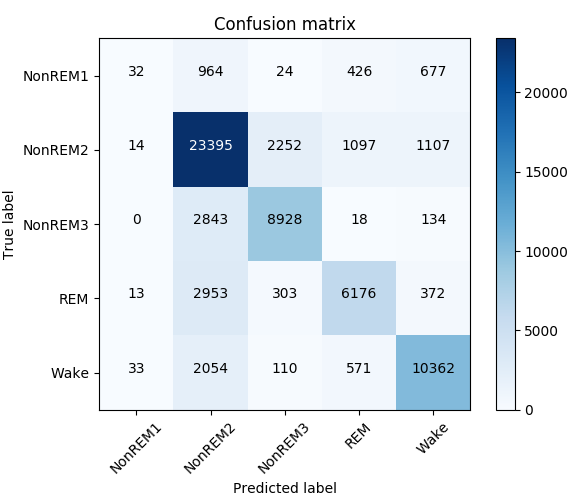 Confusion matrix
NonREM1 32 964 24 426 677
NonREM2 14 23395 2252 1097 1107
NonREM3 0 2843 8928 18 134
REM 13 2953 303 6176 372
Wake 33 2054 110 571 10362
True label
NonREM1 NonREM2 NonREM3 REM Wake
Predicted label
20000
15000
10000
5000
0